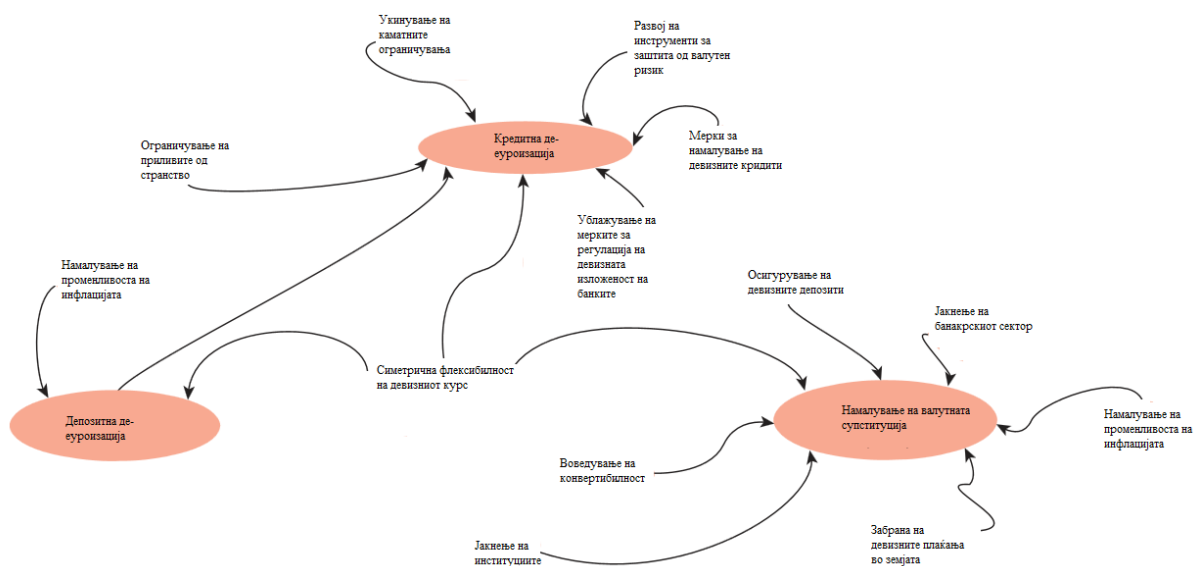 Укинување на
каматните
ограничувања
Развој на
инструменти за
заштита од валутен
ризик
Кредитна де-
еуроизација
Мерки за
намалување на
девизните кридити
Ограничување на
приливите од
странство
Ублажување на
мерките за
регулација на
девизната
изложеност на
банките
Намалување на
променливоста на
инфлацијата
Осигурување на
девизните депозити
Јакнење на
банакрскиот сектор
Симетрична флексибилност
на девизниот курс
Депозитна де-
еуроизација
Намалување на валутната
супституција
Намалување на
променливоста на
инфлацијата
Воведување на
конвертибилност
Забрана на
девизните плаќања
во земјата
Јакнење на
институциите